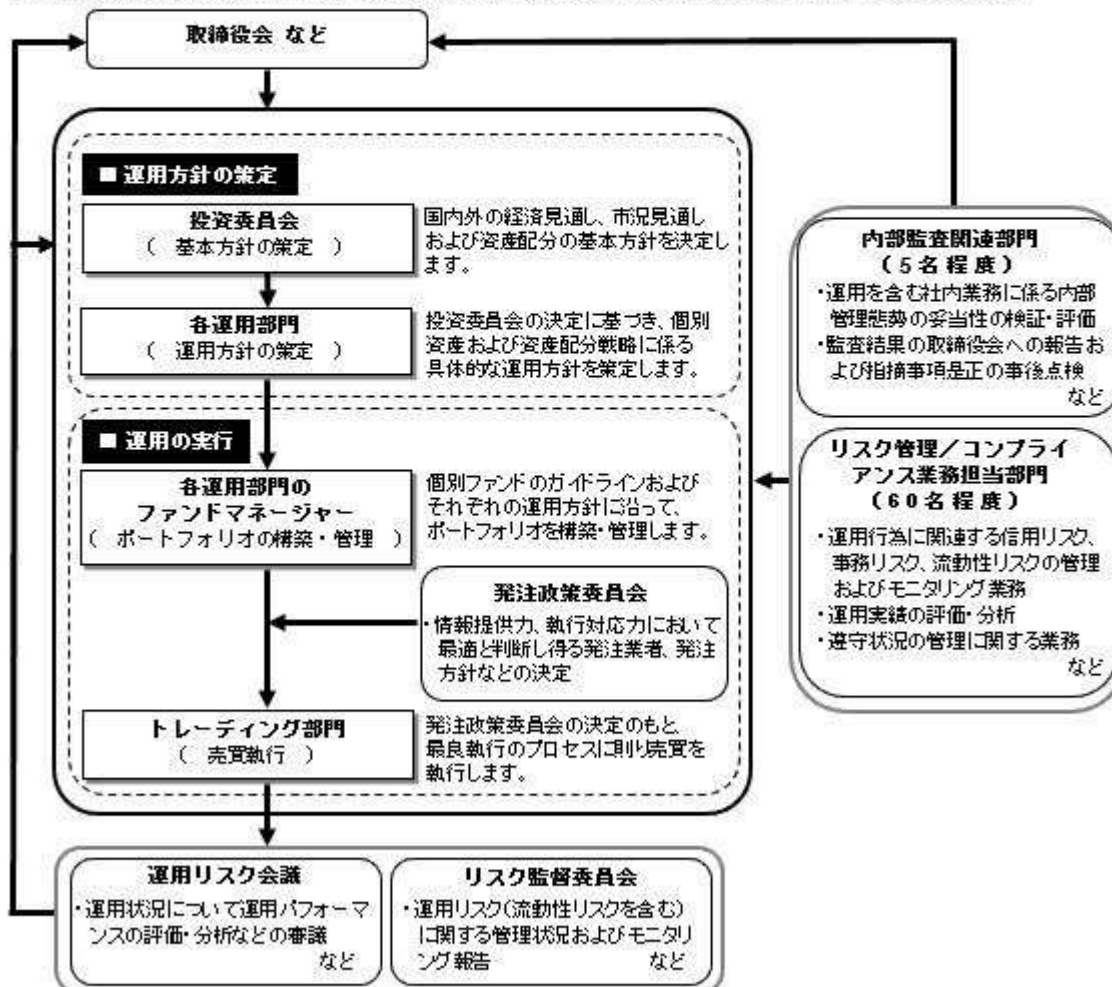 取締役会 など
■ 運用方針の策定
投資委員会
（ 基本方針の策定 ）
国内外の経済見通し、市況見通し
および資産配分の基本方針を決定し
ます。
各運用部門
（ 運用方針の策定 ）
投資委員会の決定に基づき、個別
資産および資産配分戦略に係る
具体的な運用方針を策定します。
■ 運用の実行
各運用部門の
ファンドマネージャー
（ ポートフォリオの構築・管理 ）
個別ファンドのガイドラインおよび
それぞれの運用方針に沿って、
ポートフォリオを構築・管理します。
発注政策委員会
・情報提供力、執行対応力において
最適と判断し得る発注業者、発注
方針などの決定
トレーディング部門
（ 売買執行 ）
発注政策委員会の決定のもと、
最良執行のプロセスに則り売買を
執行します。
内部監査関連部門
（5名程度）
・運用を含む社内業務に係る内部
管理態勢の妥当性の検証・評価
・監査結果の取締役会への報告お
よび指摘事項是正の事後点検
など
リスク管理／コンプライ
アンス業務担当部門
（60名程度）
・運用行為に関連する信用リスク、
事務リスク、流動性リスクの管理
およびモニタリング業務
・運用実績の評価・分析
・遵守状況の管理に関する業務
など
運用リスク会議
・運用状況について運用パフォーマ
ンスの評価・分析などの審議
など
リスク監督委員会
・運用リスク（流動性リスクを含む）
に関する管理状況およびモニタリ
ング報告 など